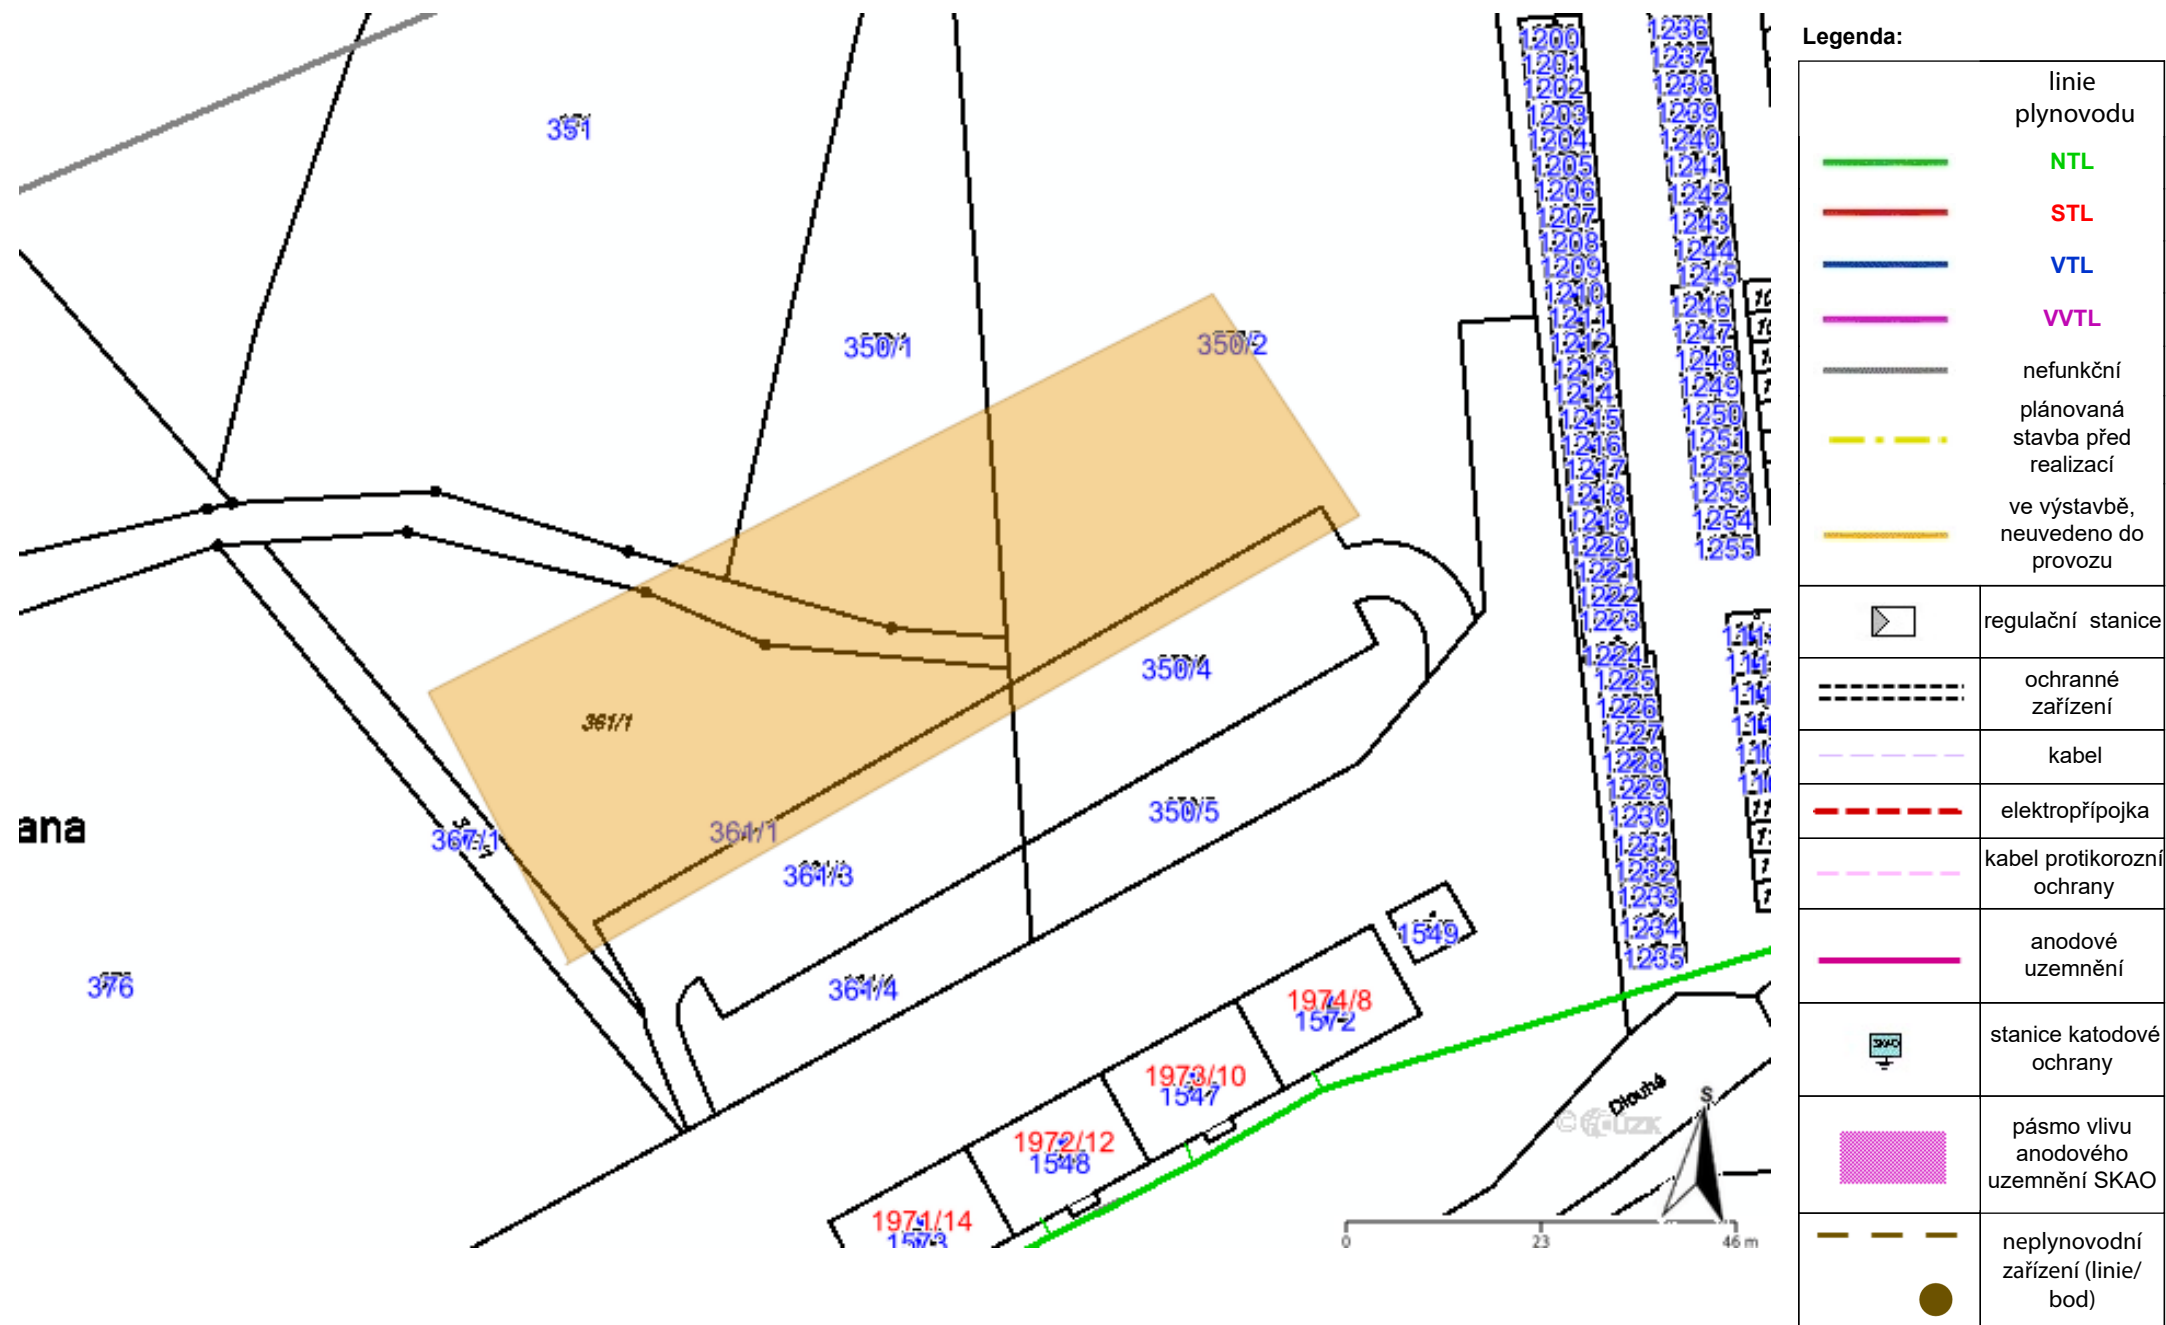 351
350/1
350/2
350/4
350/5
361/1
361/1
361/3
361/4
367/1
376
ana
1200
1201
1202
1203
1204
1205
1206
1207
1208
1209
1210
1211
1212
1213
1214
1215
1216
1217
1218
1219
1220
1221
1222
1223
1224
1225
1226
1227
1228
1229
1230
1231
1232
1233
1234
1235
1236
1237
1238
1239
1240
1241
1242
1243
1244
1245
1246
1247
1248
1249
1250
1251
1252
1253
1254
1255
1549
1974/8
1572
1973/10
1547
1972/12
1548
1971/14
1573
Dlouhá
© ČÚZK
S
0 23 46 m
Legenda:
linie
plynovodu
NTL
STL
VTL
VVTL
nefunkční
plánovaná
stavba před
realizací
ve výstavbě,
neuvedeno do
provozu
regulační stanice
ochranné
zařízení
kabel
elektropřípojka
kabel protikorozní
ochrany
anodové
uzemnění
SKAO
stanice katodové
ochrany
pásmo vlivu
anodového
uzemnění SKAO
neplynovodní
zařízení (linie/
bod)